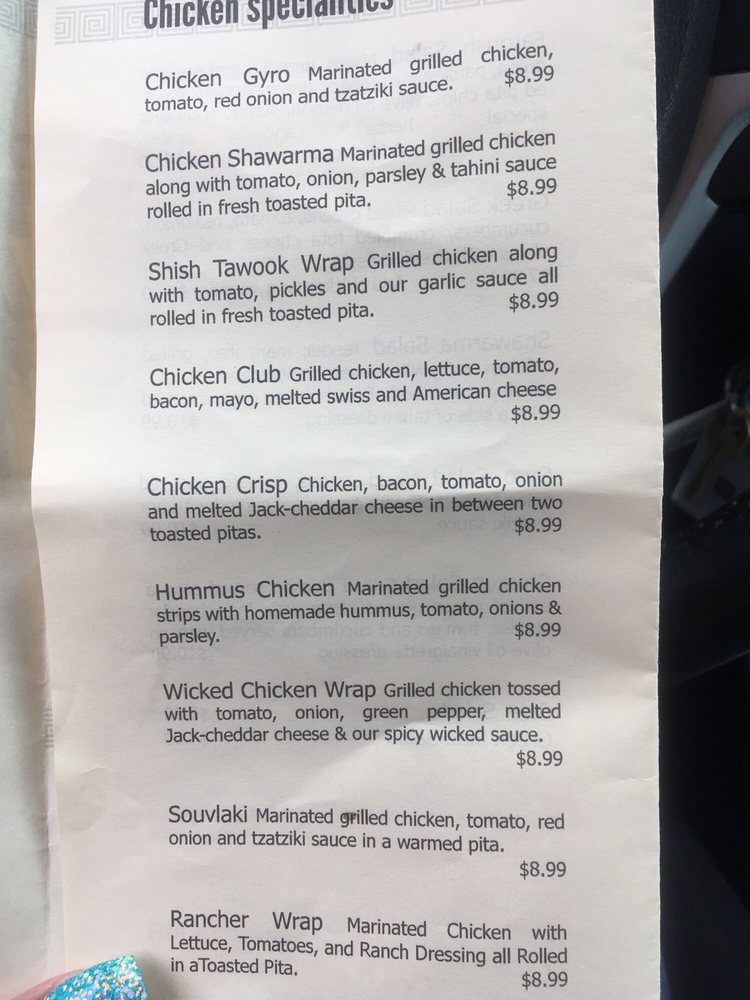 Chicken specialties
Chicken Gyro Marinated grilled chicken,
tomato, red onion and tzatziki sauce. $8.99
Chicken Shawarma Marinated grilled chicken
along with tomato, onion, parsley & tahini sauce
rolled in fresh toasted pita. $8.99
Shish Tawook Wrap Grilled chicken along
with tomato, pickles and our garlic sauce all
rolled in fresh toasted pita. $8.99
Chicken Club Grilled chicken, lettuce, tomato,
bacon, mayo, melted swiss and American cheese
$8.99
Chicken Crisp Chicken, bacon, tomato, onion
and melted Jack-cheddar cheese in between two
toasted pitas. $8.99
Hummus Chicken Marinated grilled chicken
strips with homemade hummus, tomato, onions &
parsley. $8.99
Wicked Chicken Wrap Grilled chicken tossed
with tomato, onion, green pepper, melted
Jack-cheddar cheese & our spicy wicked sauce.
$8.99
Souvlaki Marinated grilled chicken, tomato, red
onion and tzatziki sauce in a warmed pita.
$8.99
Rancher Wrap Marinated Chicken with
Lettuce, Tomatoes, and Ranch Dressing all Rolled
in aToasted Pita. $8.99